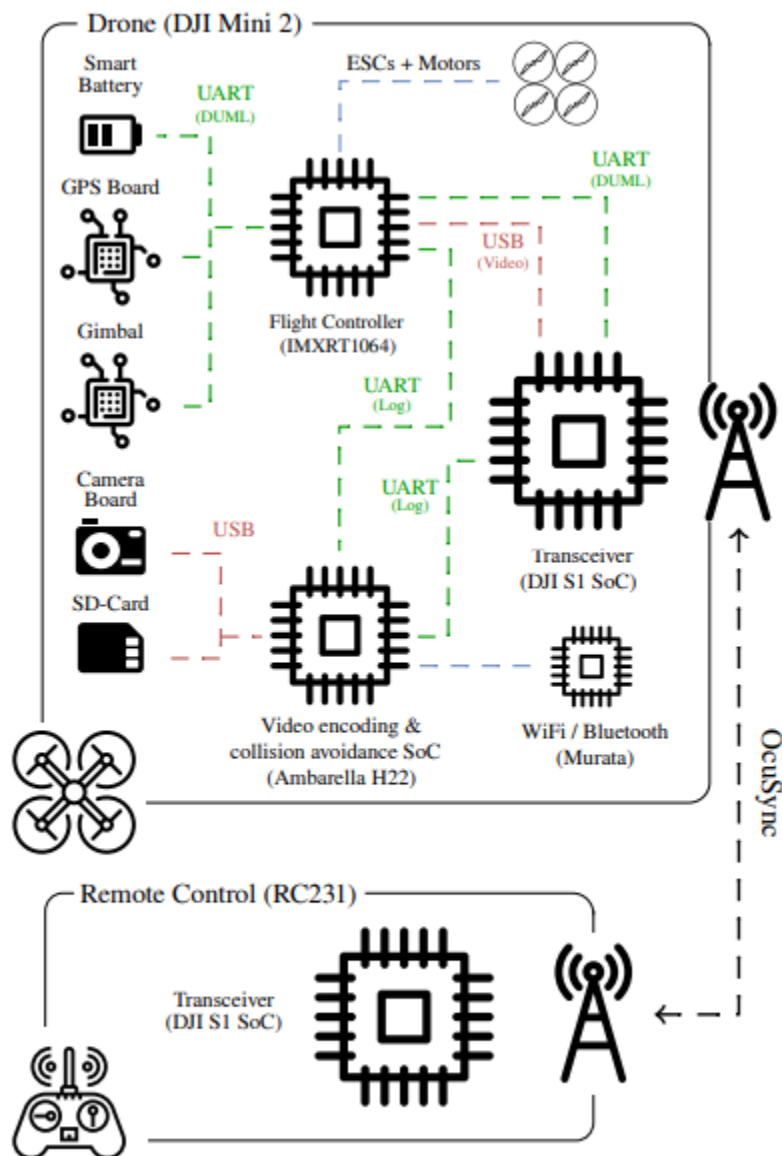 Drone (DJI Mini 2)
Smart
Battery
UART
(DUML)
ESCs + Motors
GPS Board
UART
(DUML)
USB
(Video)
Gimbal
Flight Controller
(IMXRT1064)
UART
(Log)
Camera
Board
UART
(Log)
USB
Transceiver
(DJI S1 SoC)
SD-Card
Video encoding &
collision avoidance SoC
(Ambarella H22)
WiFi / Bluetooth
(Murata)
OcuSync
Remote Control (RC231)
Transceiver
(DJI S1 SoC)